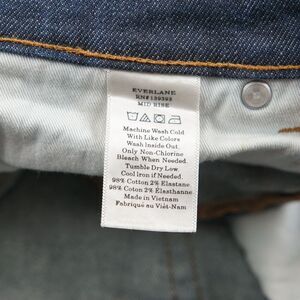 EVERLANE
RN# 139393
MID RISE
Machine Wash Cold
With Like Colors
Wash Inside Out.
Only Non-Chlorine
Bleach When Needed.
Tumble Dry Low.
Cool Iron if Needed.
98% Cotton 2% Elastane
98% Coton 2% Élasthanne
Made in Vietnam
Fabriqué au Viêt-Nam